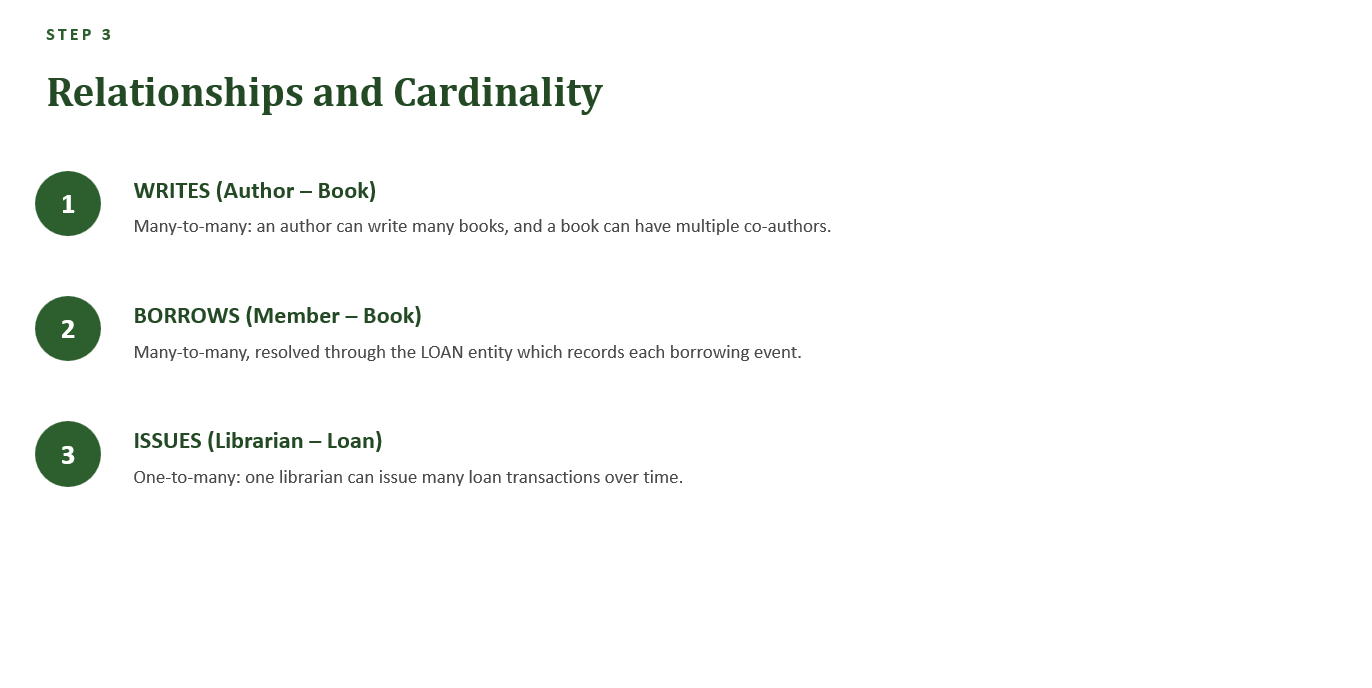 STEP 3
Relationships and Cardinality
1
WRITES (Author – Book)
Many-to-many: an author can write many books, and a book can have multiple co-authors.
2
BORROWS (Member – Book)
Many-to-many, resolved through the LOAN entity which records each borrowing event.
3
ISSUES (Librarian – Loan)
One-to-many: one librarian can issue many loan transactions over time.